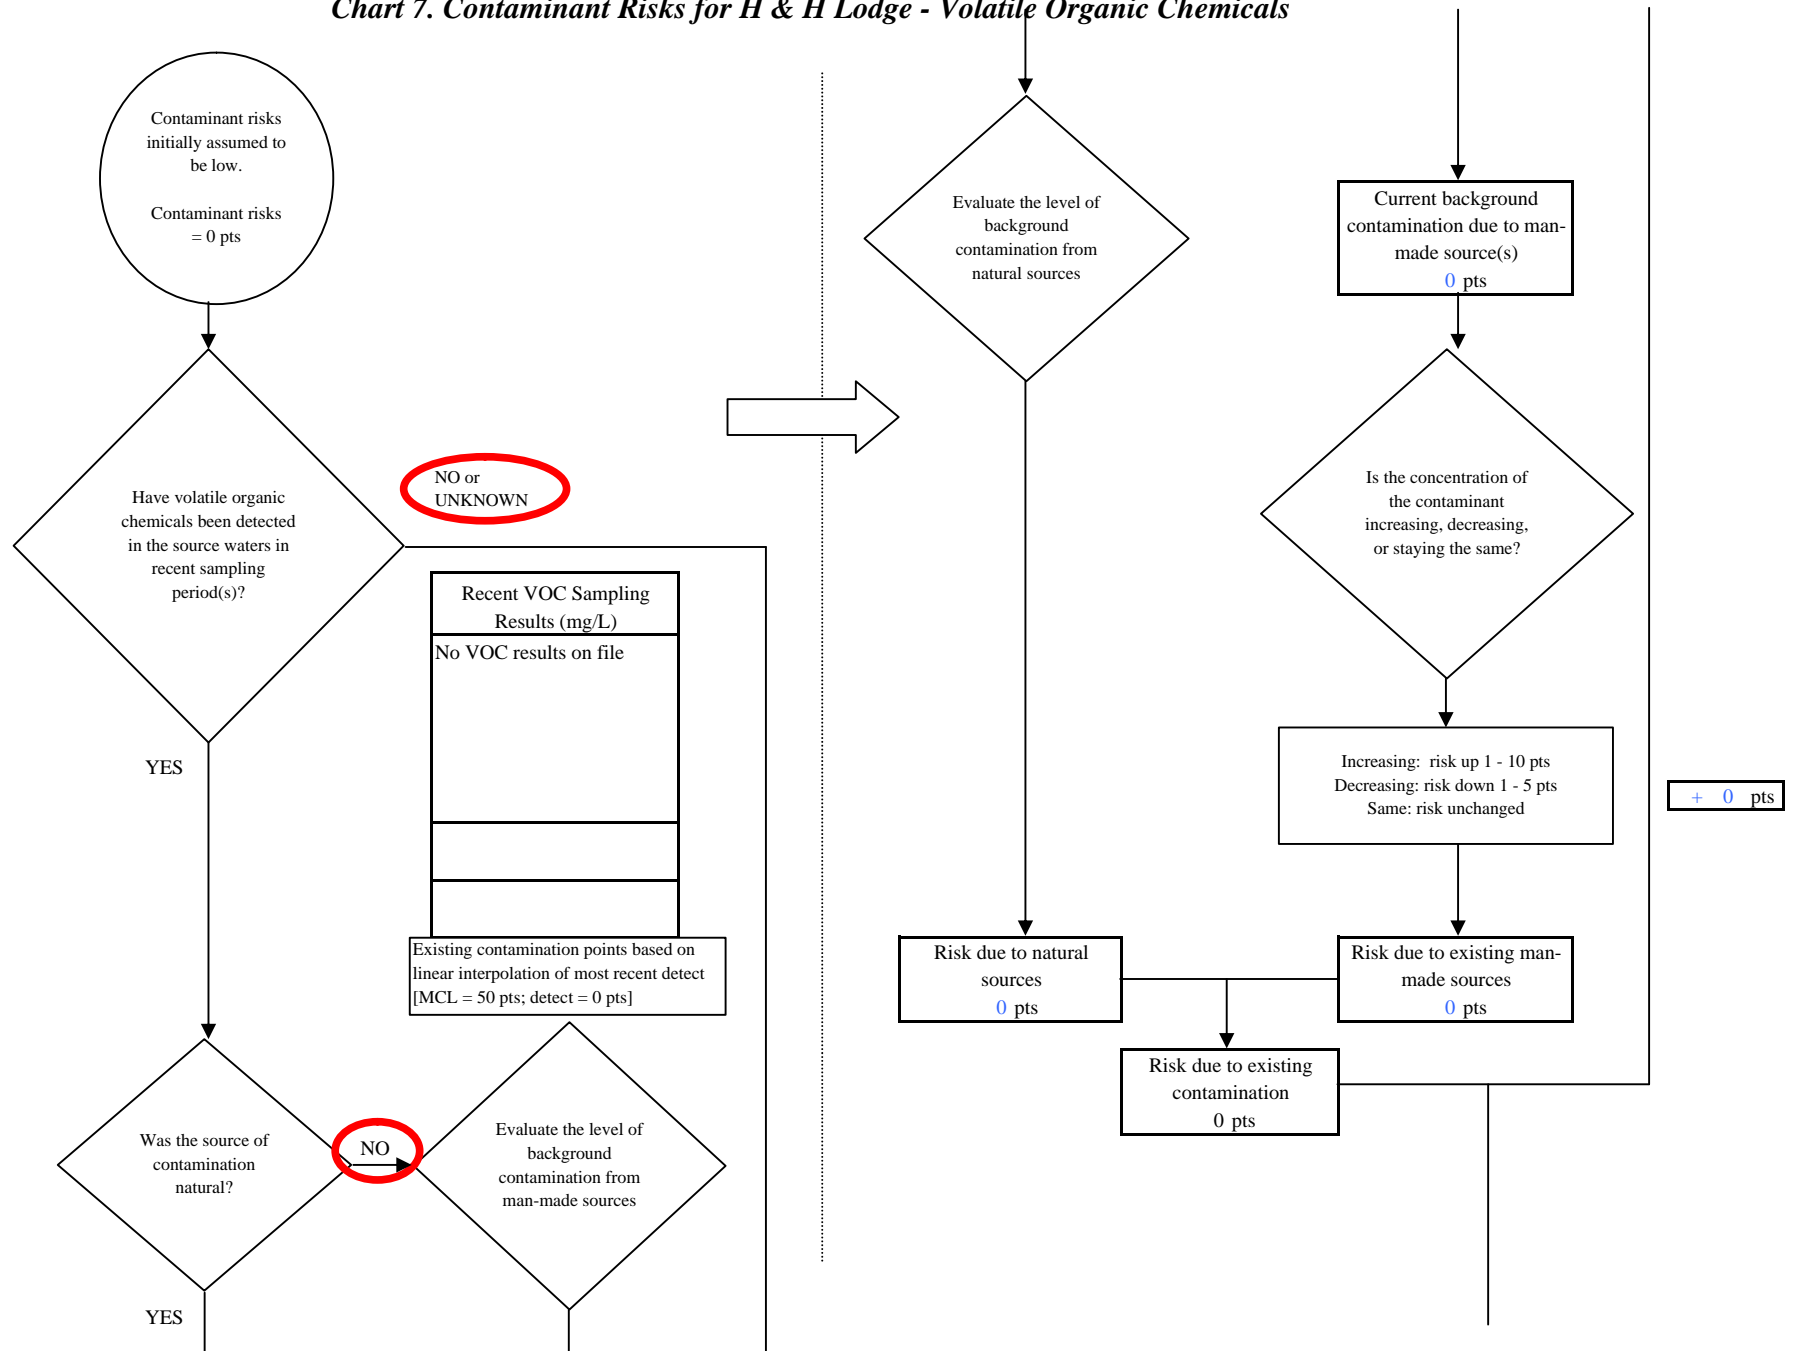 Chart 7. Contaminant Risks for H & H Lodge - Volatile Organic Chemicals
Contaminant risks
initially assumed to
be low.
Contaminant risks
= 0 pts
Have volatile organic
chemicals been detected
in the source waters in
recent sampling
period(s)?
NO or
UNKNOWN
YES
Recent VOC Sampling
Results (mg/L)
No VOC results on file
Existing contamination points based on
linear interpolation of most recent detect
[MCL = 50 pts; detect = 0 pts]
Was the source of
contamination
natural?
NO
YES
Evaluate the level of
background
contamination from
man-made sources
Evaluate the level of
background
contamination from
natural sources
Current background
contamination due to man-
made source(s)
0 pts
Is the concentration of
the contaminant
increasing, decreasing,
or staying the same?
Increasing: risk up 1 - 10 pts
Decreasing: risk down 1 - 5 pts
Same: risk unchanged
+ 0 pts
Risk due to natural
sources
0 pts
Risk due to existing man-
made sources
0 pts
Risk due to existing
contamination
0 pts